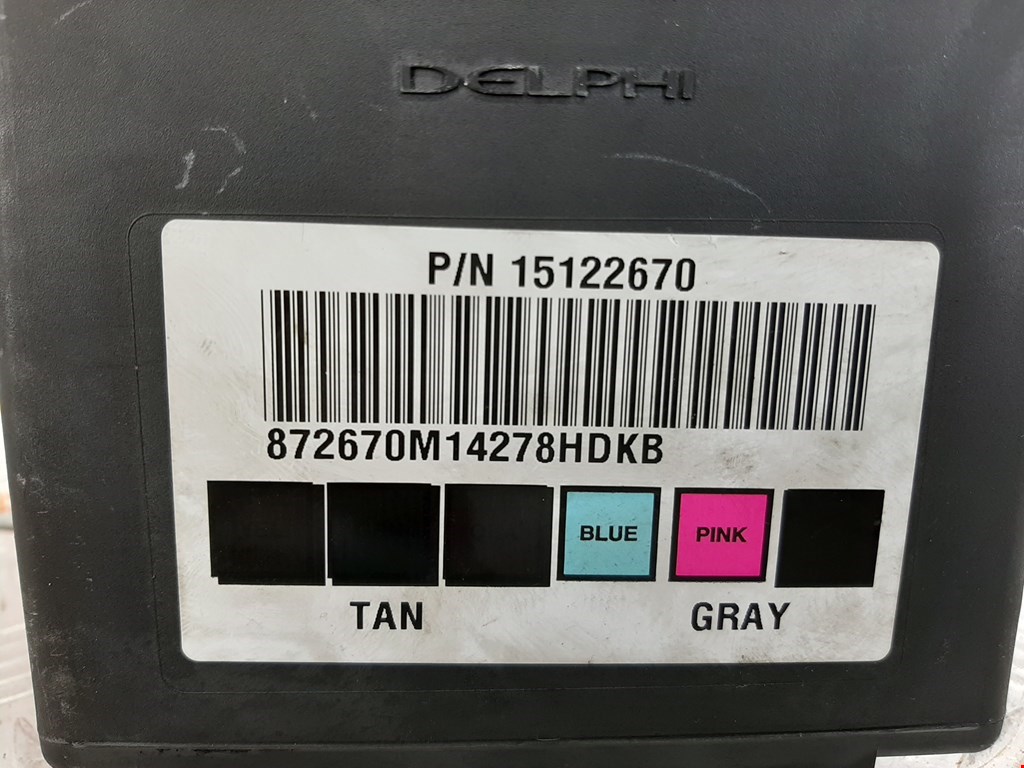 DELPHI
P/N 15122670
872670M14278HDKB
BLUE PINK
TAN GRAY